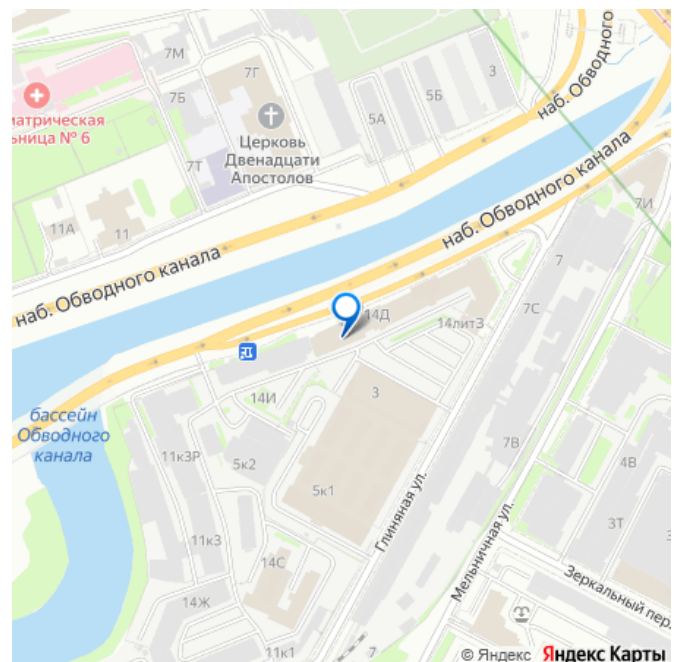 7М
7Г
7Б
3
5Б
5А
наб. Обводного
матрическая
ьница № 6
Церковь
Двенадцати
Апостолов
7Т
11А
11
наб. Обводного канала
7И
наб. Обводного канала
7
7С
14Д
14литЗ
14И
3
бассейн
Обводного
канала
11к3Р
5к2
5к1
7В
4В
11к3
Глиняная ул.
Мельничная ул.
3Т
3
14С
14Ж
Зеркальный пер.
11к1
7
© Яндекс Яндекс Карты